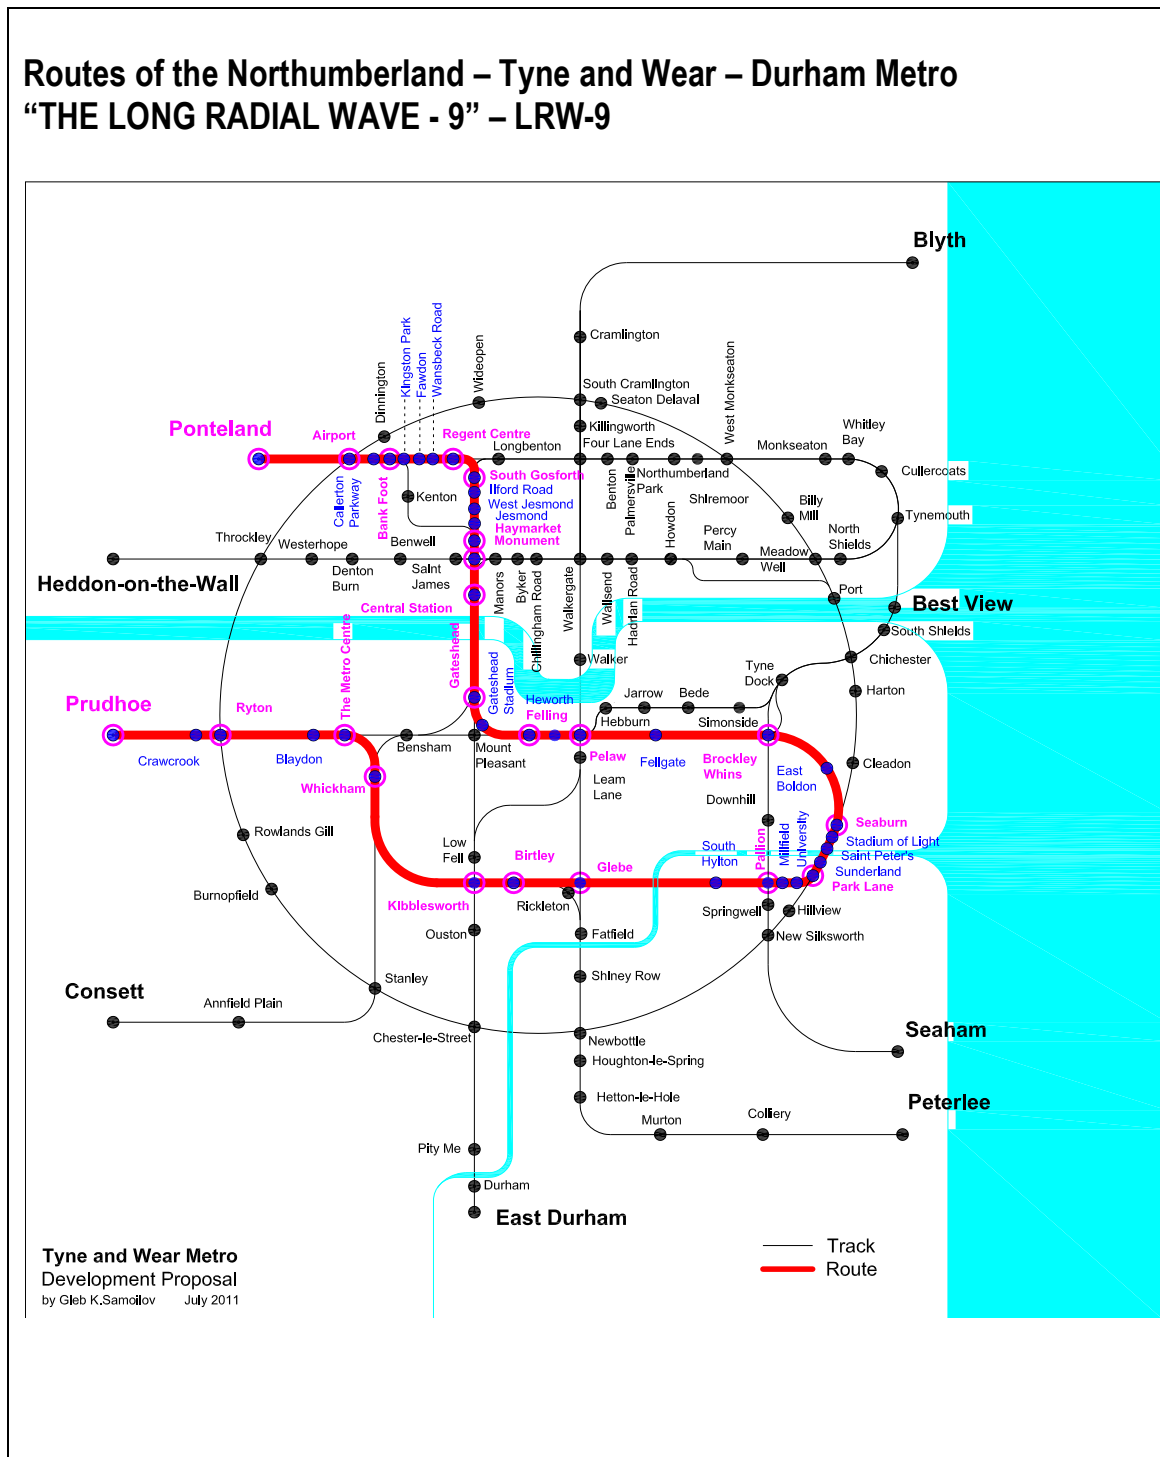 Routes of the Northumberland – Tyne and Wear – Durham Metro
“THE LONG RADIAL WAVE - 9” – LRW-9
Blyth
Cramlington
Kingston Park
Fawdon
Wansbeck Road
Dinnington
Wideopen
South Cramlington
Seaton Delaval
West Monkseaton
Ponteland
Airport
Regent Centre
Killingworth
Longbenton
Four Lane Ends
Monkseaton
Whitley
Bay
Cullercoats
Callerton
Parkway
Bank Foot
Kenton
South Gosforth
Ilford Road
West Jesmond
Jesmond
Haymarket
Monument
Benton
Palmersville
Northumberland
Park
Shiremoor
Billy
Mill
Tynemouth
Throckley
Westerhope
Benwell
Denton
Burn
Saint
James
Manors
Byker
Chillingham Road
Walkergate
Wallsend
Hadrian Road
Howdon
Percy
Main
Meadow
Well
North
Shields
Heddon-on-the-Wall
Central Station
Port
Best View
South Shields
Walker
Chichester
Tyne
Dock
Harton
Prudhoe
Ryton
The Metro Centre
Gateshead
Gateshead
Stadium
Heworth
Felling
Hebburn
Jarrow
Bede
Simonside
Crawcrook
Blaydon
Bensham
Mount
Pleasant
Pelaw
Fellgate
Brockley
Whins
East
Boldon
Cleadon
Whickham
Leam
Lane
Downhill
Rowlands Gill
Low
Fell
Birtley
Glebe
South
Hylton
Pallion
Millfield
University
Seaburn
Stadium of Light
Saint Peter's
Sunderland
Park Lane
Burnopfield
Kibblesworth
Rickleton
Springwell
Hillview
Ouston
Fatfield
New Silksworth
Consett
Annfield Plain
Stanley
Shiney Row
Chester-le-Street
Newbottle
Seaham
Houghton-le-Spring
Hetton-le-Hole
Peterlee
Murton
Colliery
Pity Me
Durham
East Durham
Tyne and Wear Metro
Development Proposal
by Gleb K.Samoilov July 2011
Track
Route